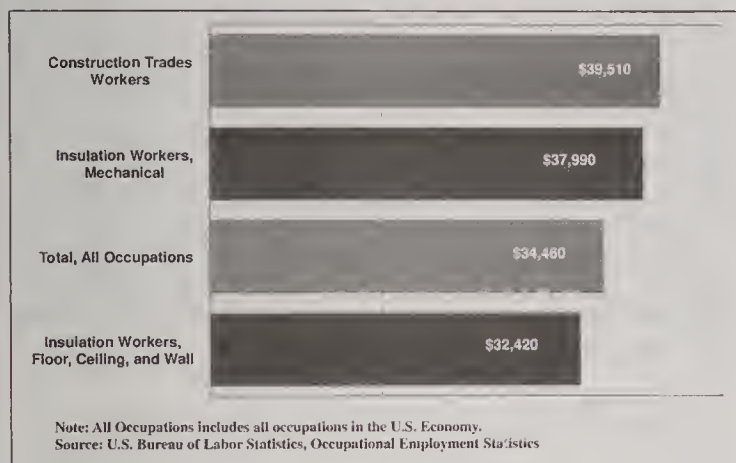 Construction Trades
Workers
$39,510
Insulation Workers,
Mechanical
$37,990
Total, All Occupations
$34,460
Insulation Workers,
Floor, Ceiling, and Wall
$32,420
Note: All Occupations includes all occupations in the U.S. Economy.
Source: U.S. Bureau of Labor Statistics, Occupational Employment Statistics